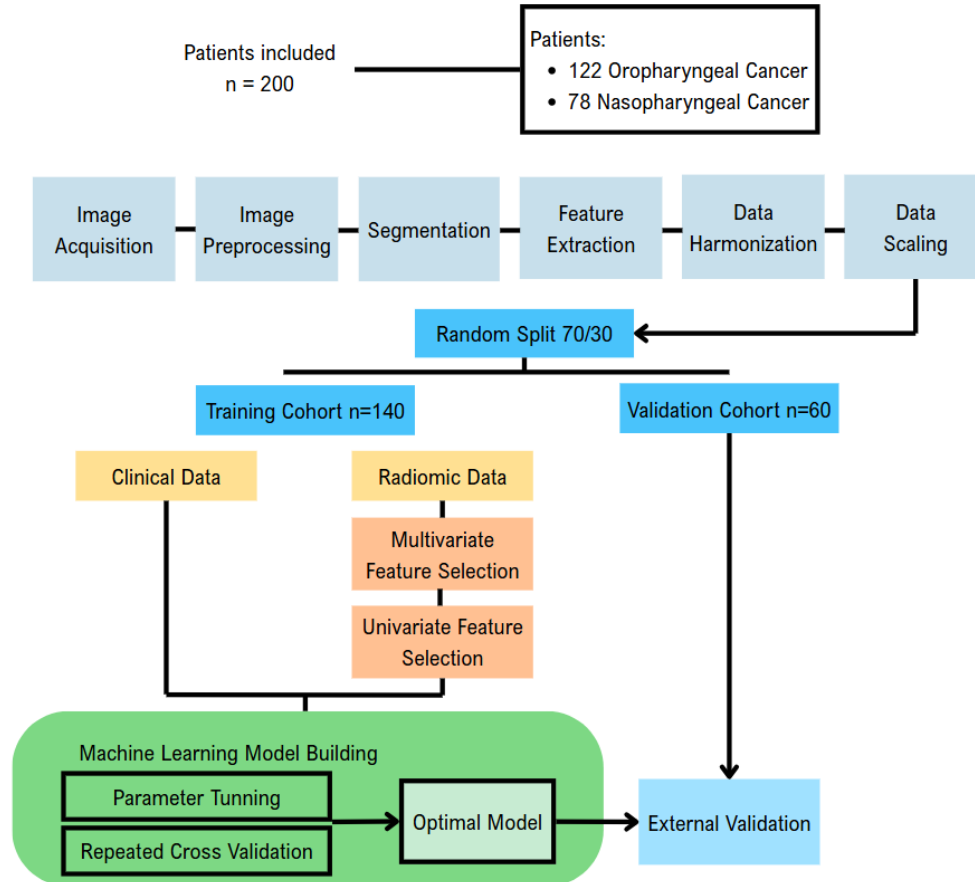 Patients included
n = 200
Patients:
• 122 Oropharyngeal Cancer
• 78 Nasopharyngeal Cancer
Image
Acquisition
Image
Preprocessing
Segmentation
Feature
Extraction
Data
Harmonization
Data
Scaling
Random Split 70/30
Training Cohort n=140
Validation Cohort n=60
Clinical Data
Radiomic Data
Multivariate
Feature Selection
Univariate Feature
Selection
Machine Learning Model Building
Parameter Tunning
Repeated Cross Validation
Optimal Model
External Validation